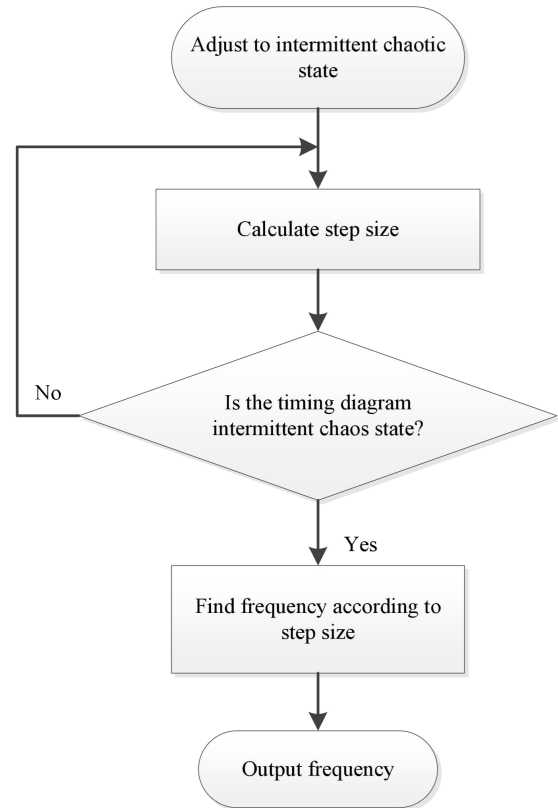 Adjust to intermittent chaotic
state
Calculate step size
Is the timing diagram
intermittent chaos state?
No
Yes
Find frequency according to
step size
Output frequency